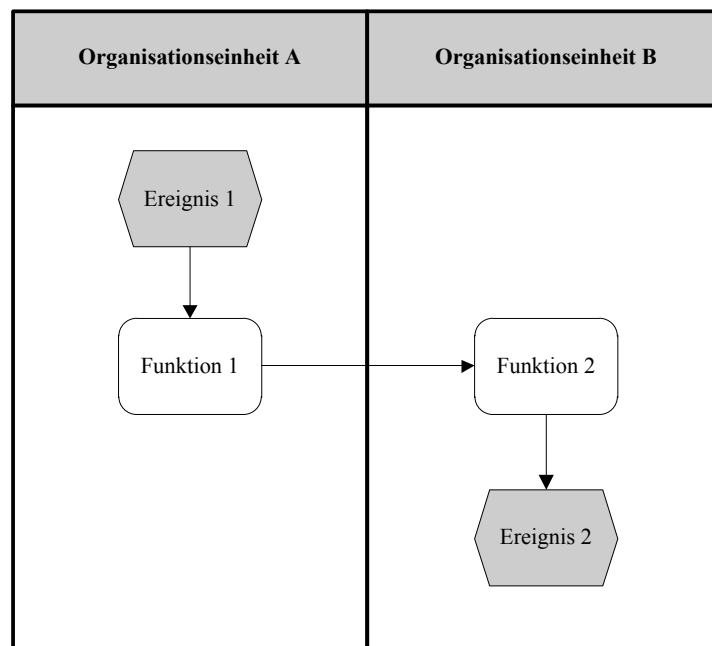 Organisationseinheit A
Organisationseinheit B
Ereignis 1
Funktion 1
Funktion 2
Ereignis 2